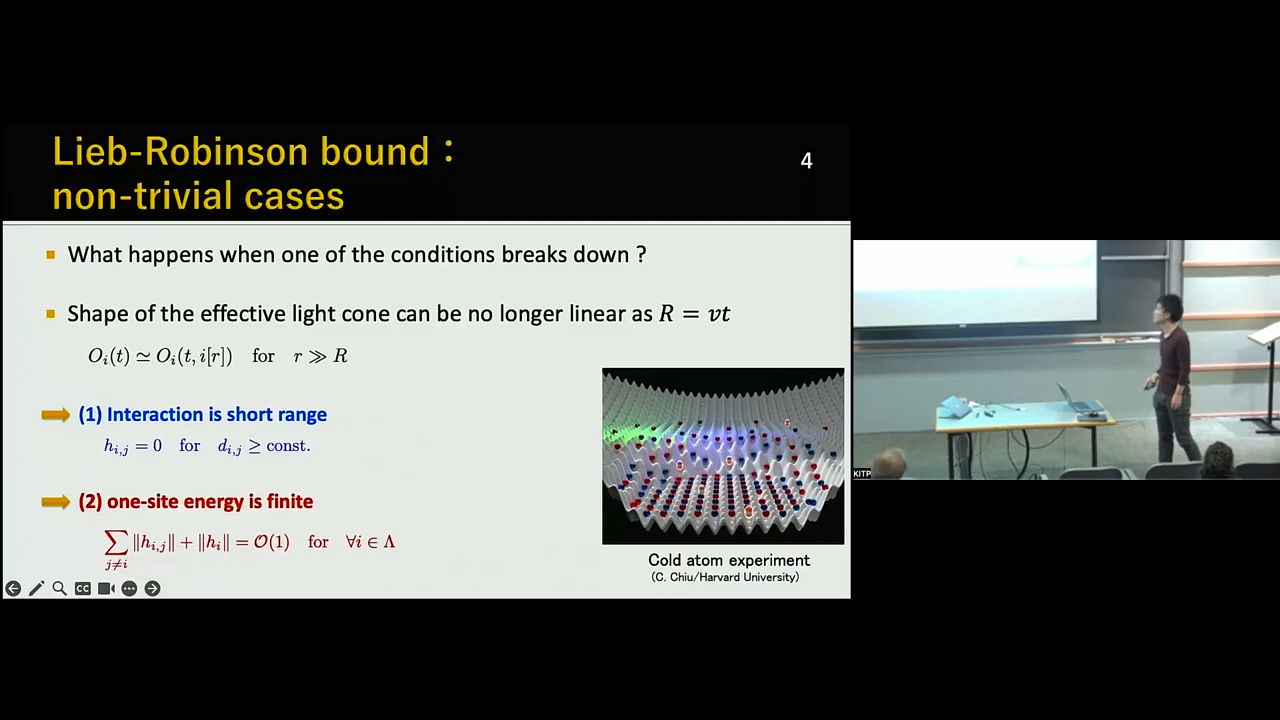 Lieb-Robinson bound：
non-trivial cases
4
What happens when one of the conditions breaks down ?
Shape of the effective light cone can be no longer linear as R = vt
O_i(t) ≃ O_i(t, i[r]) for r ≫ R
(1) Interaction is short range
h_{i,j} = 0 for d_{i,j} ≥ const.
(2) one-site energy is finite
∑_{j≠i} ‖h_{i,j}‖ + ‖h_i‖ = 𝒪(1) for ∀i ∈ Λ
Cold atom experiment
(C. Chiu/Harvard University)
CC
KITP